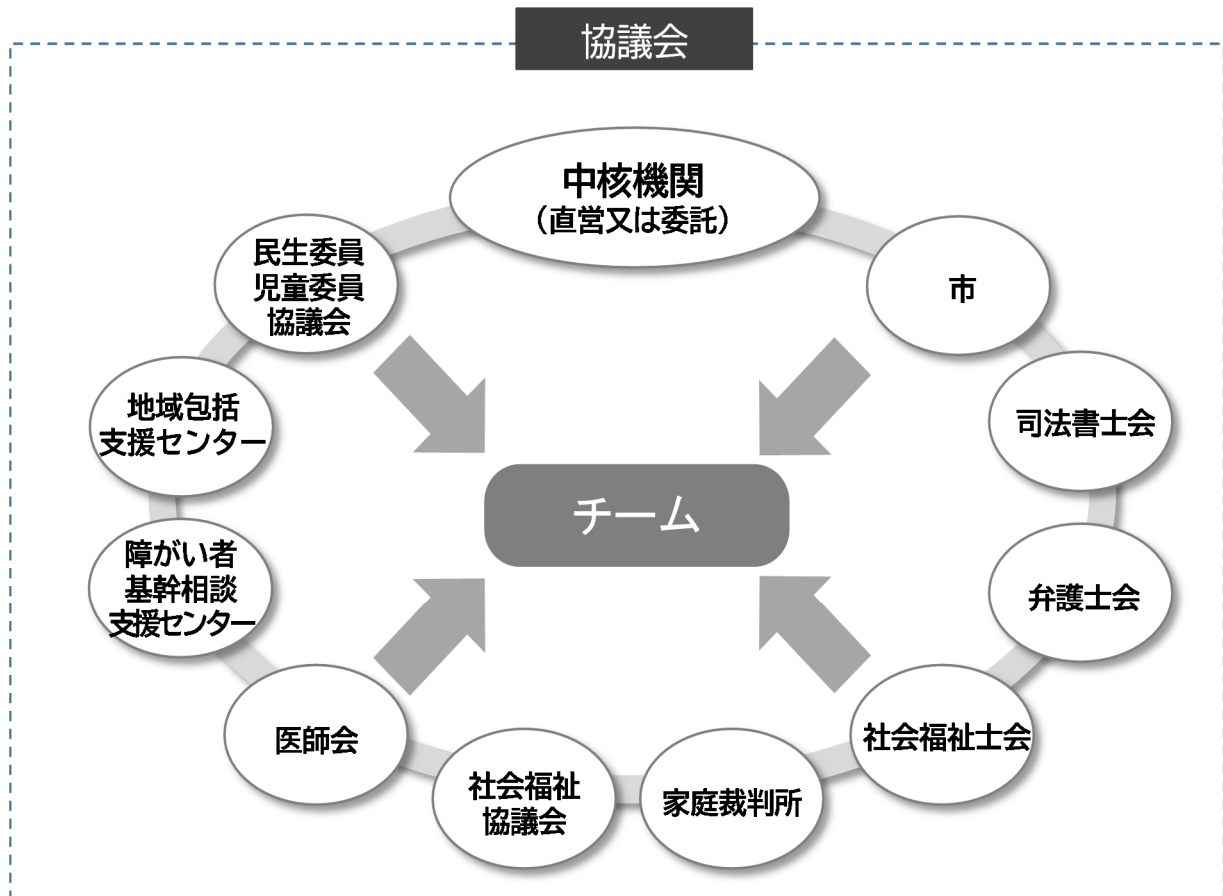 協議会
中核機関
（直営又は委託）
民生委員
児童委員
協議会
市
地域包括
支援センター
司法書士会
チーム
障がい者
基幹相談
支援センター
弁護士会
医師会
社会福祉士会
社会福祉
協議会
家庭裁判所